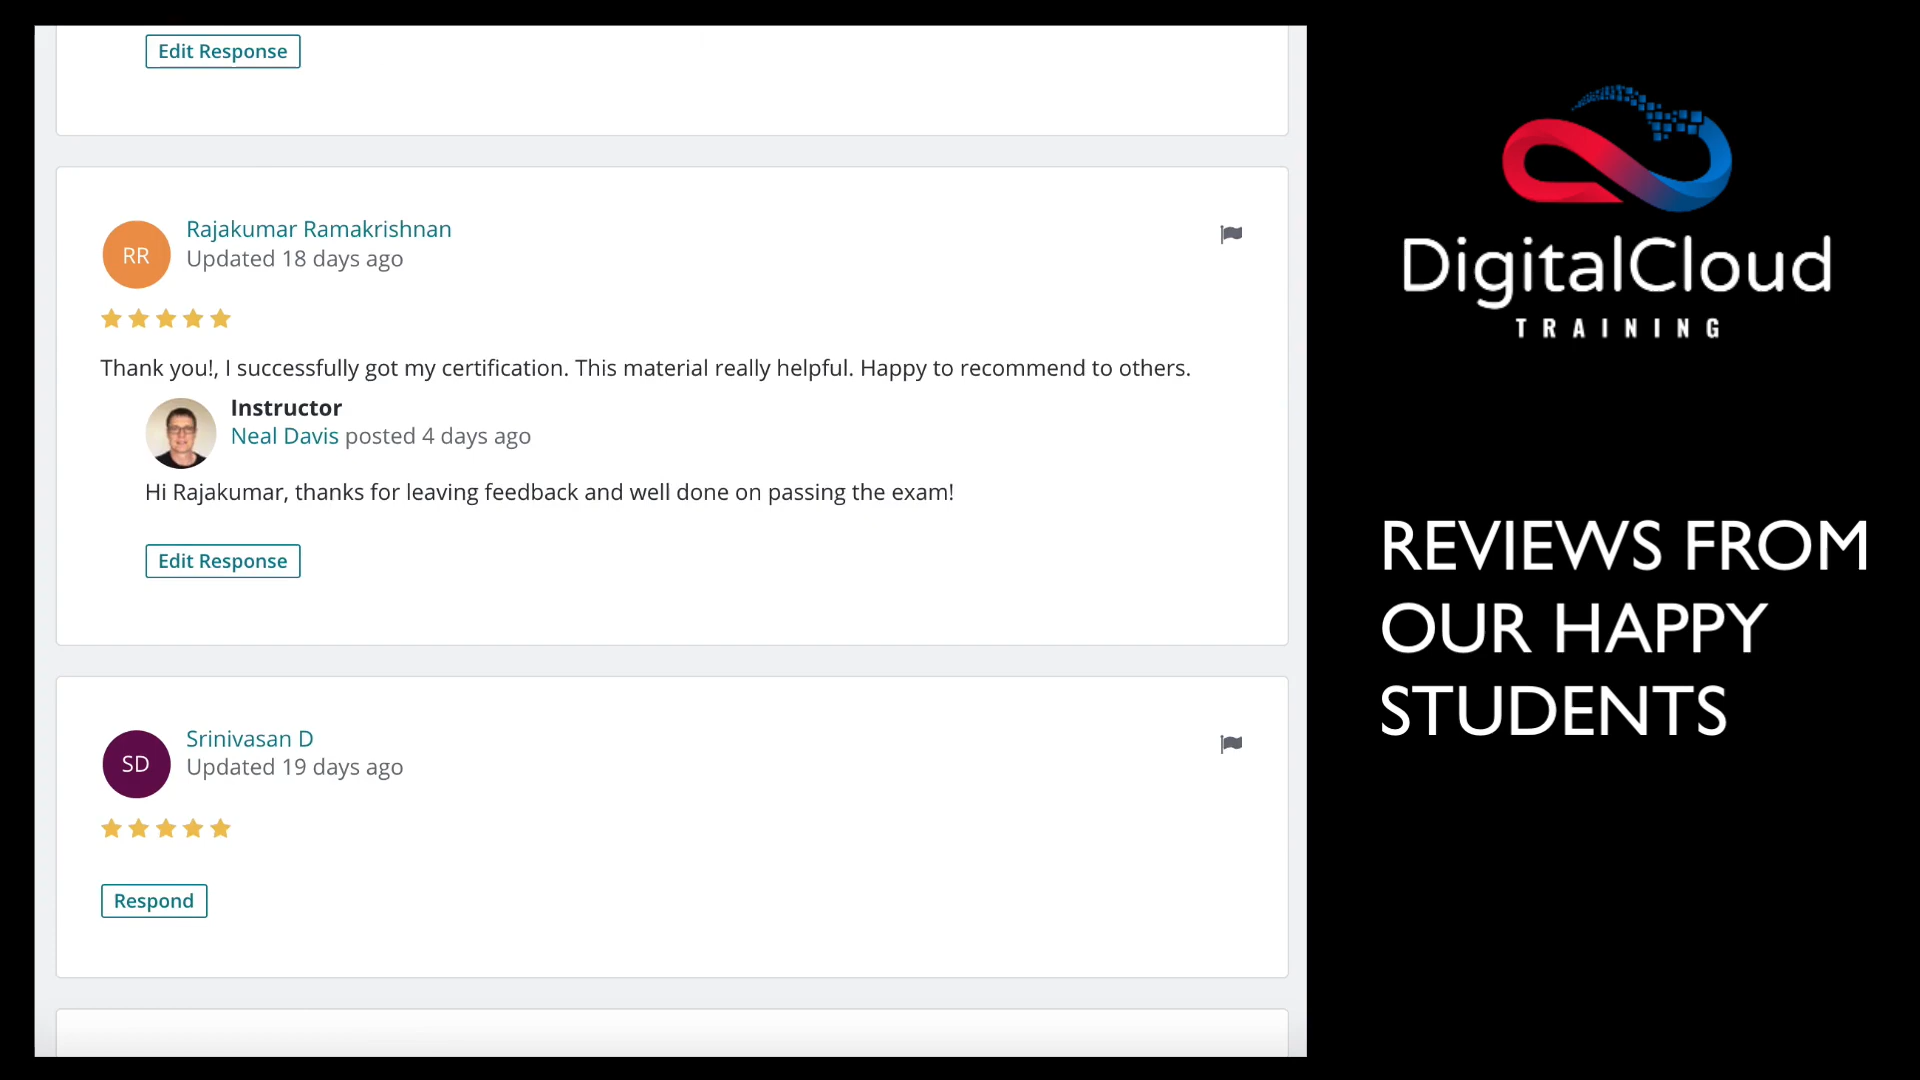 Edit Response
RR
Rajakumar Ramakrishnan
Updated 18 days ago
Thank you!, I successfully got my certification. This material really helpful. Happy to recommend to others.
Instructor
Neal Davis posted 4 days ago
Hi Rajakumar, thanks for leaving feedback and well done on passing the exam!
Edit Response
SD
Srinivasan D
Updated 19 days ago
Respond
DigitalCloud
TRAINING
REVIEWS FROM
OUR HAPPY
STUDENTS